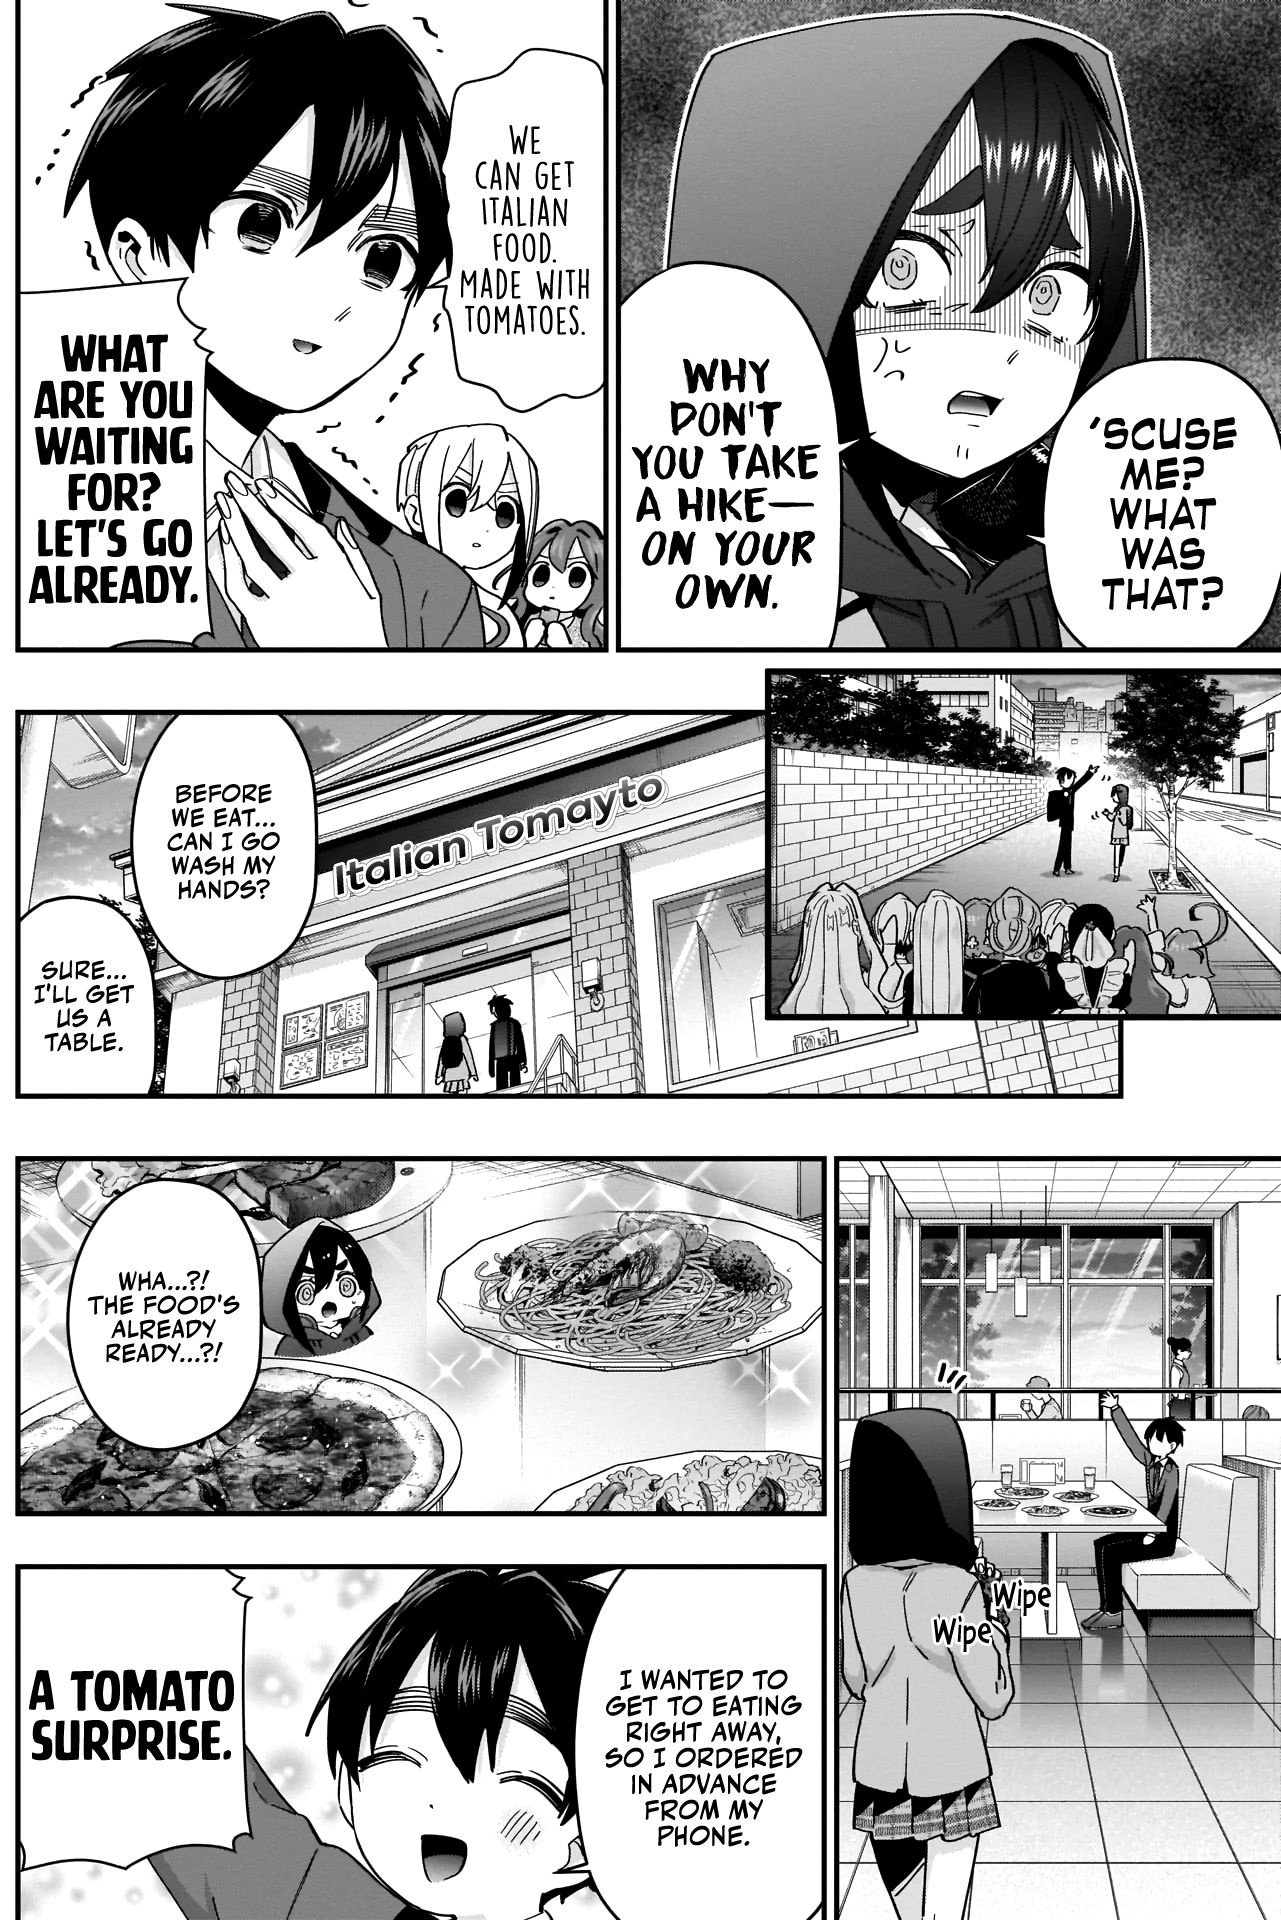 'SCUSE
ME?
WHAT
WAS
THAT?
WHY
DON'T
YOU TAKE
A HIKE—
ON YOUR
OWN.
WE
CAN GET
ITALIAN
FOOD.
MADE WITH
TOMATOES.
WHAT
ARE YOU
WAITING
FOR?
LET'S GO
ALREADY.
Italian Tomayto
BEFORE
WE EAT...
CAN I GO
WASH MY
HANDS?
SURE...
I'LL GET
US A
TABLE.
Wipe
Wipe
WHA...?!
THE FOOD'S
ALREADY
READY...?!
I WANTED TO
GET TO EATING
RIGHT AWAY,
SO I ORDERED
IN ADVANCE
FROM MY
PHONE.
A TOMATO
SURPRISE.